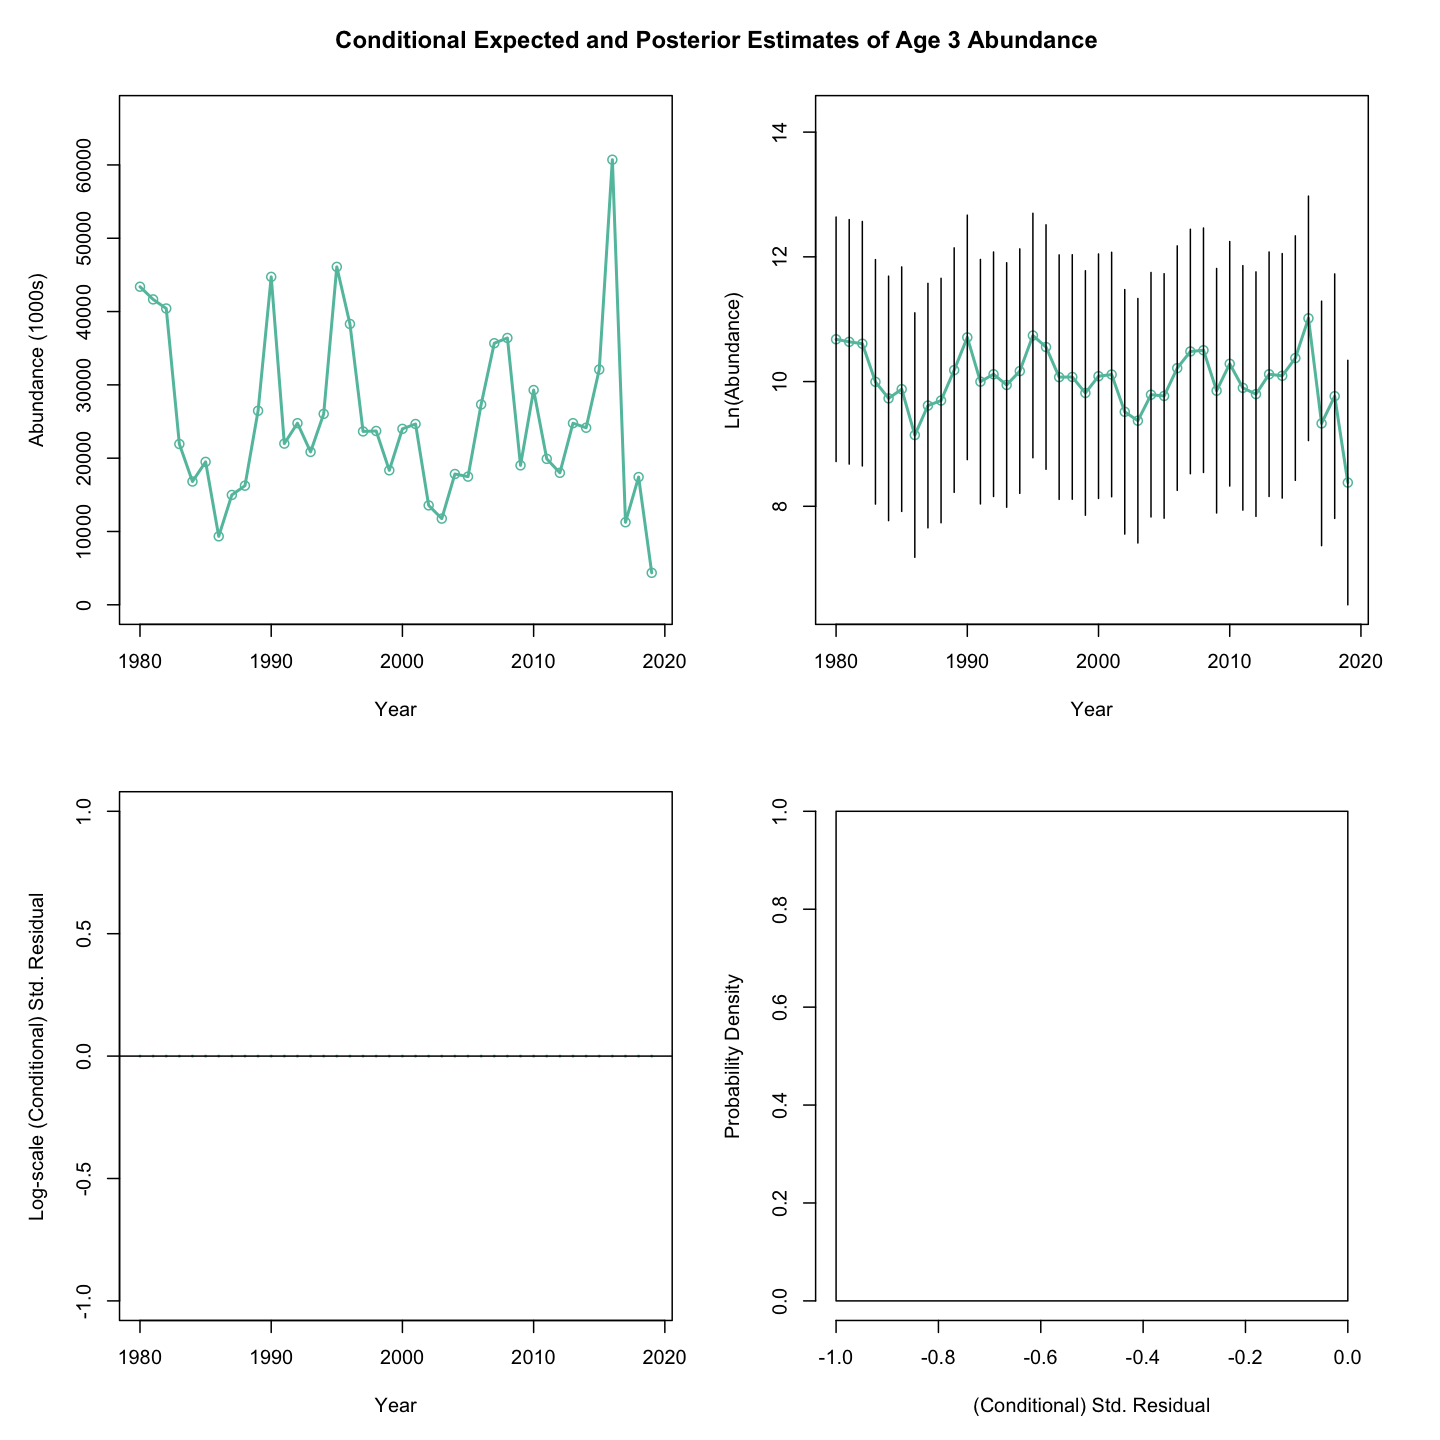 Conditional Expected and Posterior Estimates of Age 3 Abundance
Abundance (1000s)
60000
50000
40000
30000
20000
10000
0
1980 1990 2000 2010 2020
Year
Ln(Abundance)
14
12
10
8
1980 1990 2000 2010 2020
Year
Log-scale (Conditional) Std. Residual
1.0
0.5
0.0
-0.5
-1.0
1980 1990 2000 2010 2020
Year
Probability Density
1.0
0.8
0.6
0.4
0.2
0.0
-1.0 -0.8 -0.6 -0.4 -0.2 0.0
(Conditional) Std. Residual